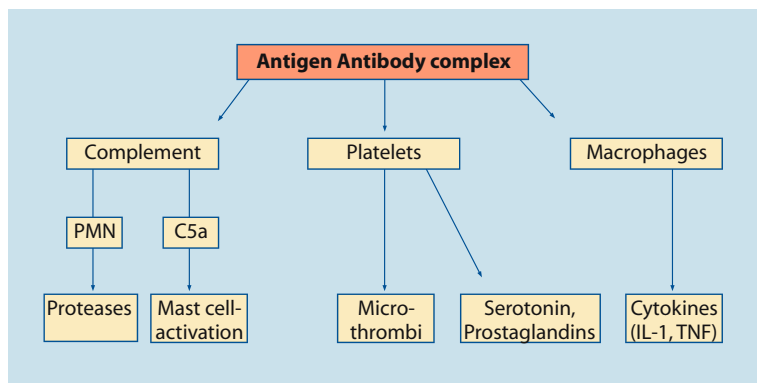 Antigen Antibody complex
Complement
Platelets
Macrophages
PMN
C5a
Proteases
Mast cell-
activation
Micro-
thrombi
Serotonin,
Prostaglandins
Cytokines
(IL-1, TNF)